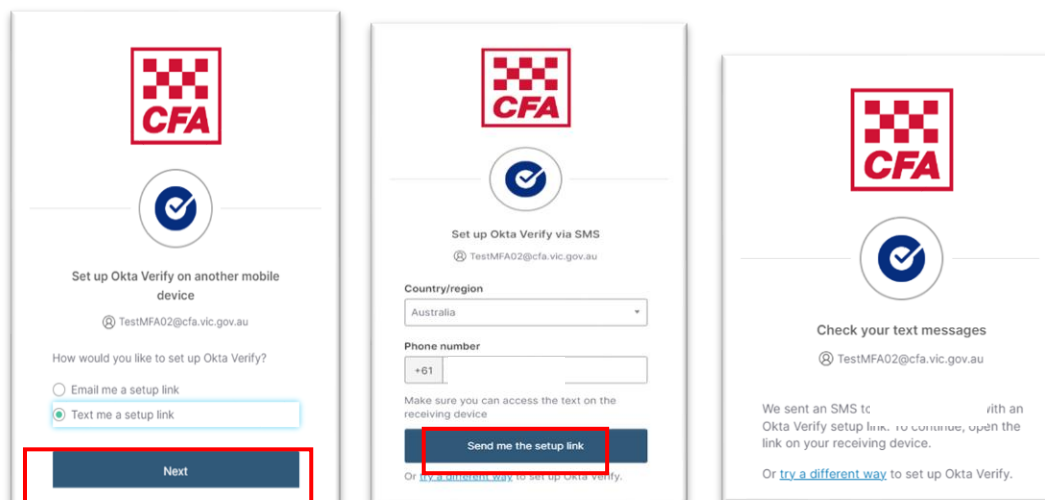 CFA
Set up Okta Verify on another mobile
device
TestMFA02@cfa.vic.gov.au
How would you like to set up Okta Verify?
Email me a setup link
Text me a setup link
Next
CFA
Set up Okta Verify via SMS
TestMFA02@cfa.vic.gov.au
Country/region
Australia
Phone number
+61
Make sure you can access the text on the
receiving device
Send me the setup link
Or try a different way to set up Okta Verify.
CFA
Check your text messages
TestMFA02@cfa.vic.gov.au
We sent an SMS to with an
Okta Verify setup link. To continue, open the
link on your receiving device.
Or try a different way to set up Okta Verify.